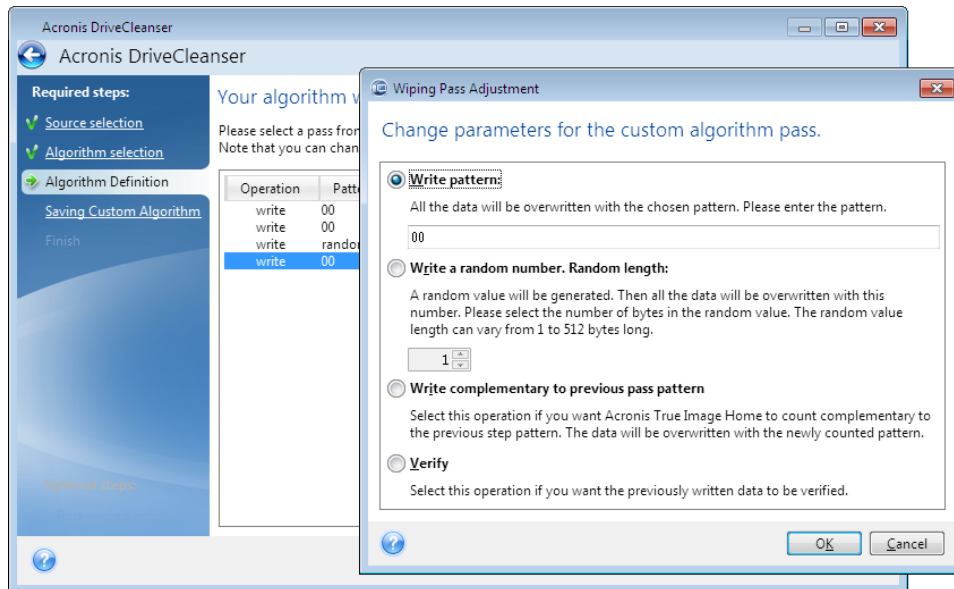 Acronis DriveCleanser
Acronis DriveCleanser
Required steps:
Source selection
Algorithm selection
Algorithm Definition
Saving Custom Algorithm
Finish
Optional steps:
Your algorithm
Please select a pass
Note that you can
Operation
write 00
write 00
write
write 00
Wiping Pass Adjustment
Change parameters for the custom algorithm pass.
Write pattern:
All the data will be overwritten with the chosen pattern. Please enter the pattern.
00
Write a random number. Random length:
A random value will be generated. Then all the data will be overwritten with this
number. Please select the number of bytes in the random value. The random value
length can vary from 1 to 512 bytes long.
1
Write complementary to previous pass pattern
Select this operation if you want Acronis True Image Home to count complementary to
the previous step pattern. The data will be overwritten with the newly counted pattern.
Verify
Select this operation if you want the previously written data to be verified.
OK
Cancel